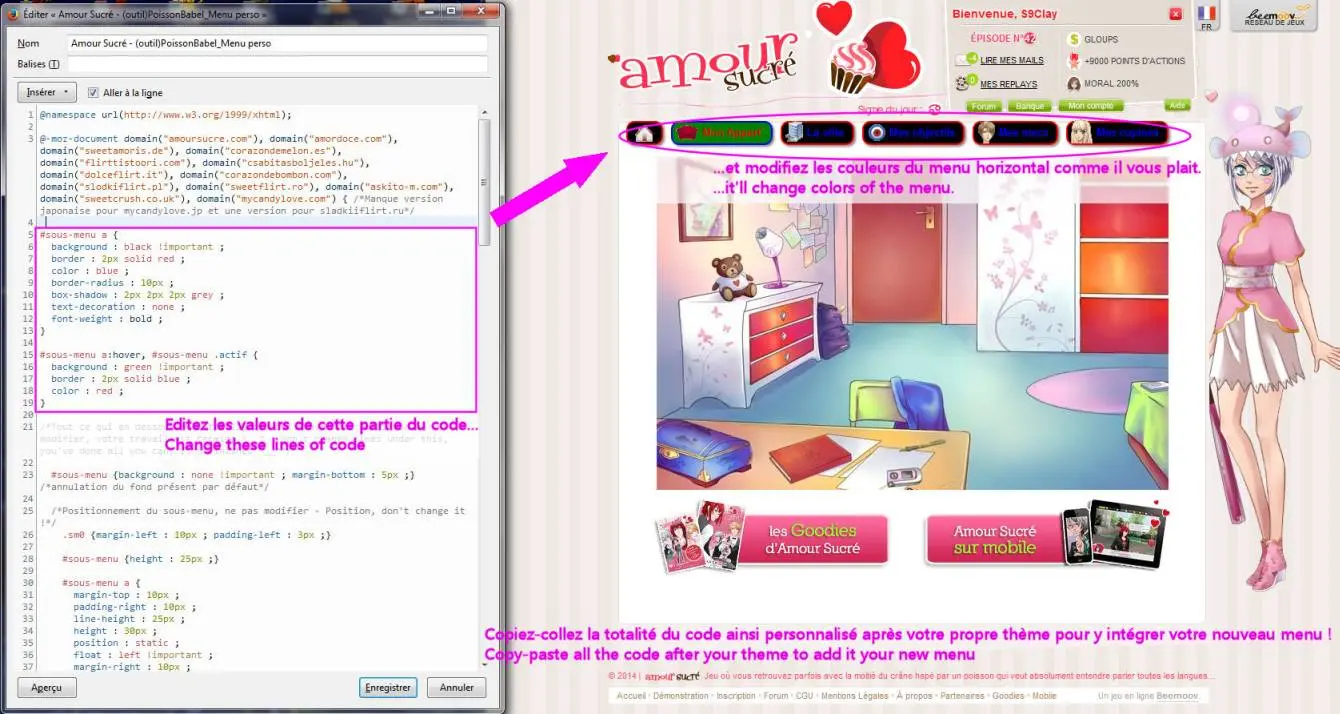 Éditer « Amour Sucré - (outil)PoissonBabel_Menu perso »
Nom
Amour Sucré - (outil)PoissonBabel_Menu perso
Balises
Insérer
Aller à la ligne
1 @namespace url(http://www.w3.org/1999/xhtml);
2
3 @-moz-document domain("amoursucre.com"), domain("amordoce.com"),
domain("sweetamoris.de"), domain("corazondemelon.es"),
domain("flirttistoori.com"), domain("csabitasboljeles.hu"),
domain("dolceflirt.it"), domain("corazondebombon.com"),
domain("slodkiflirt.pl"), domain("sweetflirt.ro"), domain("askito-m.com"),
domain("sweetcrush.co.uk"), domain("mycandylove.com") { /*Manque version
japonaise pour mycandylove.jp et une version pour sladkiiflirt.ru*/
4
5 #sous-menu a {
6 background : black !important ;
7 border : 2px solid red ;
8 color : blue ;
9 border-radius : 10px ;
10 box-shadow : 2px 2px 2px grey ;
11 text-decoration : none ;
12 font-weight : bold ;
13 }
14
15 #sous-menu a:hover, #sous-menu .actif {
16 background : green !important ;
17 border : 2px solid blue ;
18 color : red ;
19 }
20
Editez les valeurs de cette partie du code...
Change these lines of code
21 /*Tout ce qui en
modifier, votre under this,
you've done all
22
23 #sous-menu {background : none !important ; margin-bottom : 5px ;}
/*annulation du fond présent par défaut*/
24
25 /*Positionnement du sous-menu, ne pas modifier - Position, don't change it
!*/
26 .sm0 {margin-left : 10px ; padding-left : 3px ;}
27
28 #sous-menu {height : 25px ;}
29
30 #sous-menu a {
31 margin-top : 10px ;
32 padding-right : 10px ;
33 line-height : 25px ;
34 height : 30px ;
35 position : static ;
36 float : left !important ;
37 margin-right : 10px ;
Aperçu
Enregistrer
Annuler
amour sucré
Bienvenue, S9Clay
ÉPISODE N°42
GLOUPS
4 LIRE MES MAILS
+9000 POINTS D'ACTIONS
0 MES REPLAYS
MORAL 200%
Forum
Banque
Mon compte
Aide
FR
beemoov
RÉSEAU DE JEUX
Signe du jour :
Mon Appart'
La ville
Mes objectifs
Mes mecs
Mes copines
...et modifiez les couleurs du menu horizontal comme il vous plait.
...it'll change colors of the menu.
les Goodies
d'Amour Sucré
Amour Sucré
sur mobile
Copiez-collez la totalité du code ainsi personnalisé après votre propre thème pour y intégrer votre nouveau menu !
Copy-paste all the code after your theme to add it your new menu
© 2014 | amour sucré Jeu où vous retrouvez parfois avec la moitié du crâne hapé par un poisson qui veut absolument entendre parler toutes les langues...
Accueil - Démonstration - Inscription - Forum - CGU - Mentions Légales - À propos - Partenaires - Goodies - Mobile
Un jeu en ligne Beemoov.